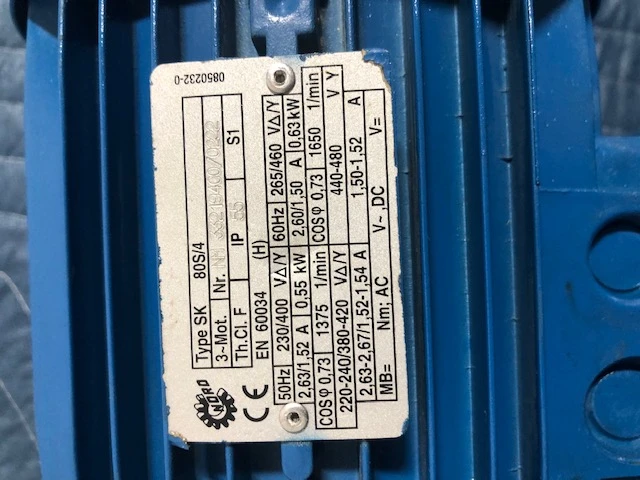 NORD
CE
Type SK 80S/4
3~Mot. Nr.
Th.Cl. F IP 55 S1
EN 60034 (H)
50Hz 230/400 VΔ/Y 60Hz 265/460 VΔ/Y
2,63/1,52 A 0,55 kW 2,60/1,50 A 0,63kW
COSφ 0,73 1375 1/min COSφ 0,73 1650 1/min
220-240/380-420 VΔ/Y 440-480 V Y
2,63-2,67/1,52-1,54 A 1,50-1,52 A
MB= Nm; AC V~,DC V=
0850232-0